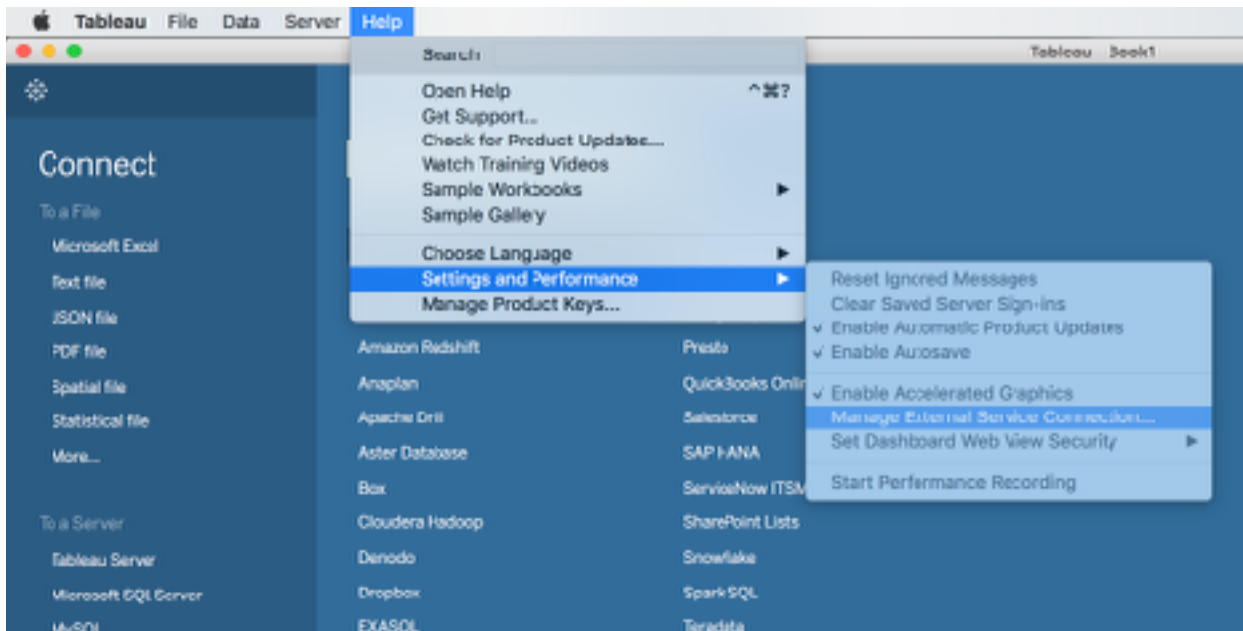 Tableau File Data Server Help
Tableau Book1
Search
Open Help ^⌘?
Get Support...
Check for Product Updates...
Watch Training Videos
Sample Workbooks
Sample Gallery
Choose Language
Settings and Performance
Manage Product Keys...
Reset Ignored Messages
Clear Saved Server Sign-ins
Enable Automatic Product Updates
Enable Autosave
Enable Accelerated Graphics
Manage External Service Connection...
Set Dashboard Web View Security
Start Performance Recording
Connect
To a File
Microsoft Excel
Text file
JSON file
PDF file
Spatial file
Statistical file
More...
To a Server
Tableau Server
Microsoft SQL Server
MySQL
Amazon Redshift
Anaplan
Apache Drill
Aster Database
Box
Cloudera Hadoop
Denodo
Dropbox
EXASOL
Presto
QuickBooks Onlin
Salesforce
SAP HANA
ServiceNow ITSM
SharePoint Lists
Snowflake
Spark SQL
Teradata